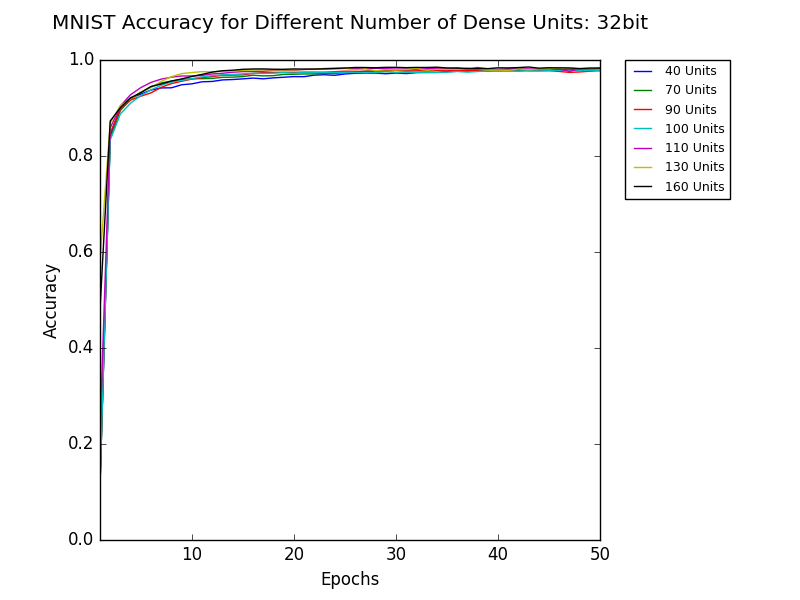 MNIST Accuracy for Different Number of Dense Units: 32bit
1.0
0.8
0.6
0.4
0.2
0.0
Accuracy
10 20 30 40 50
Epochs
40 Units
70 Units
90 Units
100 Units
110 Units
130 Units
160 Units